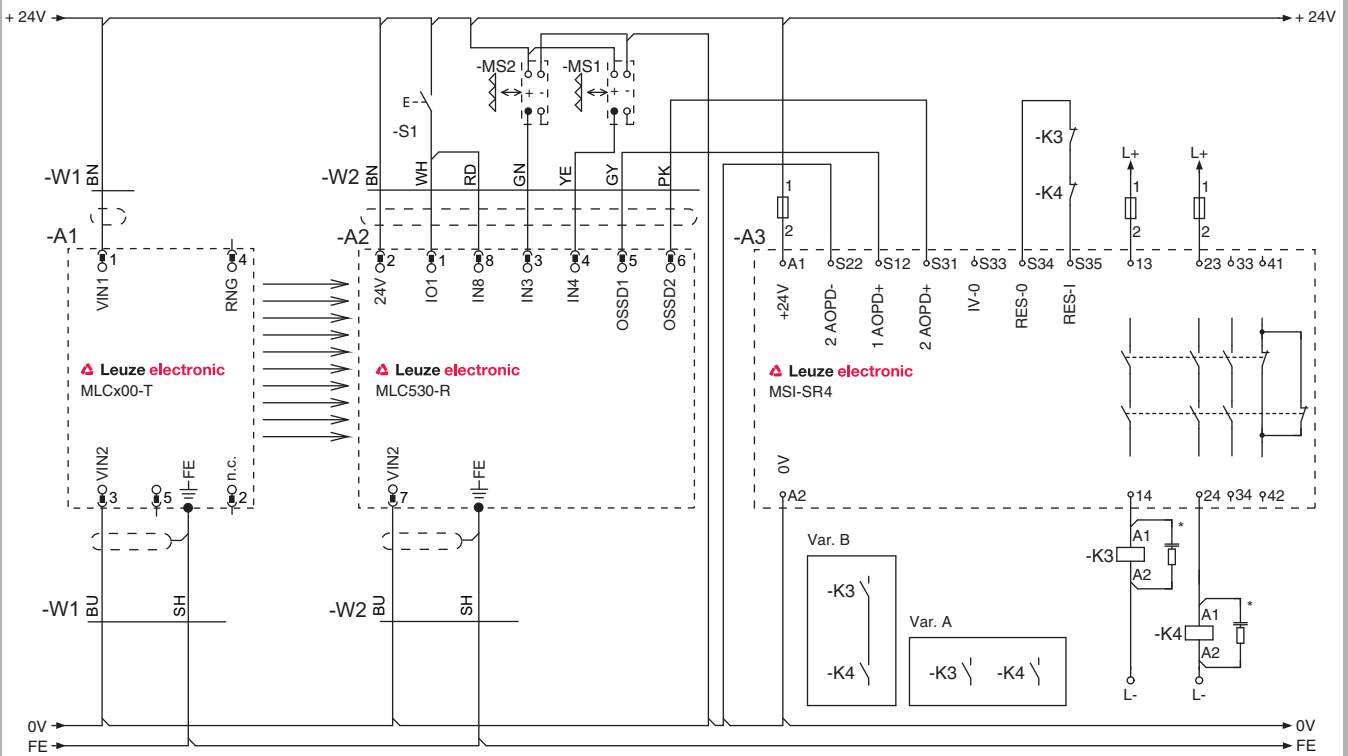 + 24V
+ 24V
-MS2
-MS1
+ -
+ -
E
-S1
-K3
-K4
L+
L+
-W1
BN
-W2
BN
WH
RD
GN
YE
GY
PK
1
2
1
2
1
2
-A1
-A2
-A3
1
4
2
1
8
3
4
5
6
A1
S22
S12
S31
S33
S34
S35
13
23
33
41
VIN1
RNG
24V
IO1
IN8
IN3
IN4
OSSD1
OSSD2
+24V
2 AOPD-
1 AOPD+
2 AOPD+
IV-0
RES-0
RES-I
Leuze electronic
MLCx00-T
Leuze electronic
MLC530-R
Leuze electronic
MSI-SR4
VIN2
FE
n.c.
VIN2
FE
0V
3
5
2
7
A2
14
24
34
42
Var. B
-K3
-K4
Var. A
-K3
-K4
-K3
A1
A2
*
-K4
A1
A2
*
L-
L-
-W1
BU
SH
-W2
BU
SH
0V
0V
FE
FE